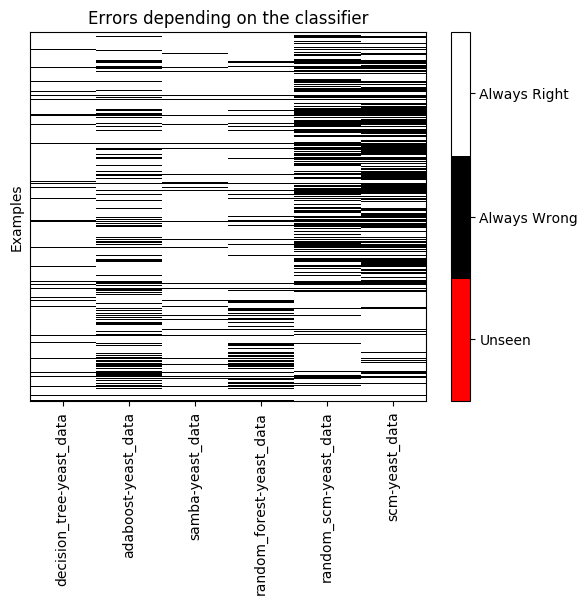 Errors depending on the classifier
Examples
Always Right
Always Wrong
Unseen
decision_tree-yeast_data
adaboost-yeast_data
samba-yeast_data
random_forest-yeast_data
random_scm-yeast_data
scm-yeast_data